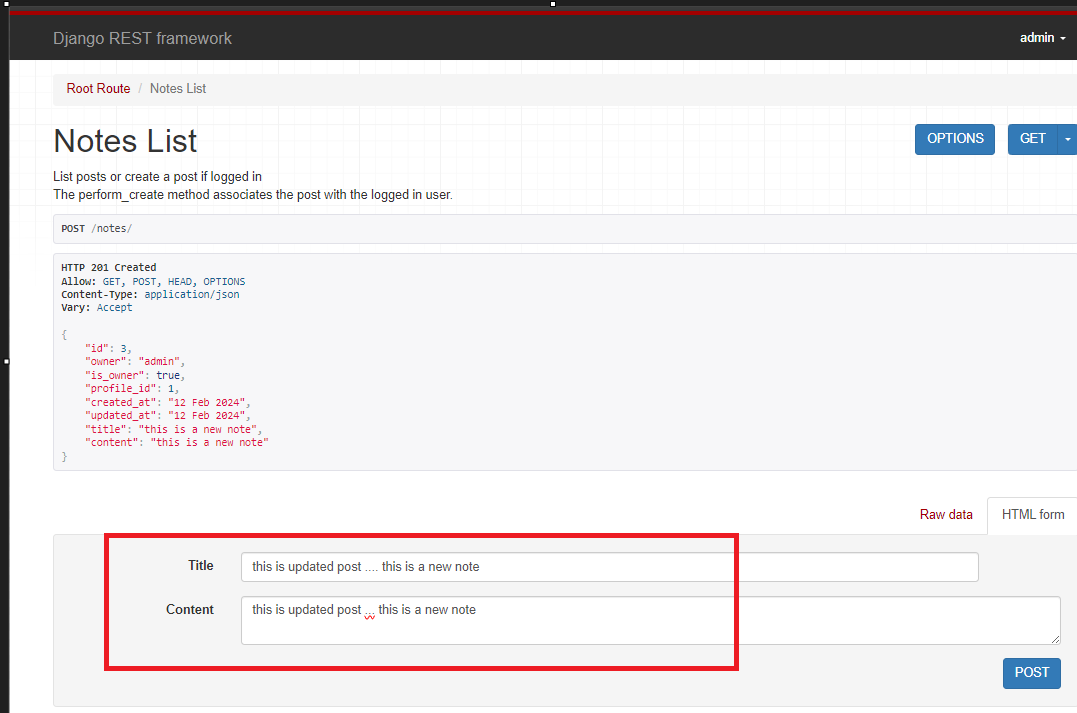 Django REST framework
admin
Root Route / Notes List
Notes List
OPTIONS
GET
List posts or create a post if logged in
The perform_create method associates the post with the logged in user.
POST /notes/
HTTP 201 Created
Allow: GET, POST, HEAD, OPTIONS
Content-Type: application/json
Vary: Accept
{
"id": 3,
"owner": "admin",
"is_owner": true,
"profile_id": 1,
"created_at": "12 Feb 2024",
"updated_at": "12 Feb 2024",
"title": "this is a new note",
"content": "this is a new note"
}
Raw data
HTML form
Title
this is updated post .... this is a new note
Content
this is updated post ... this is a new note
POST